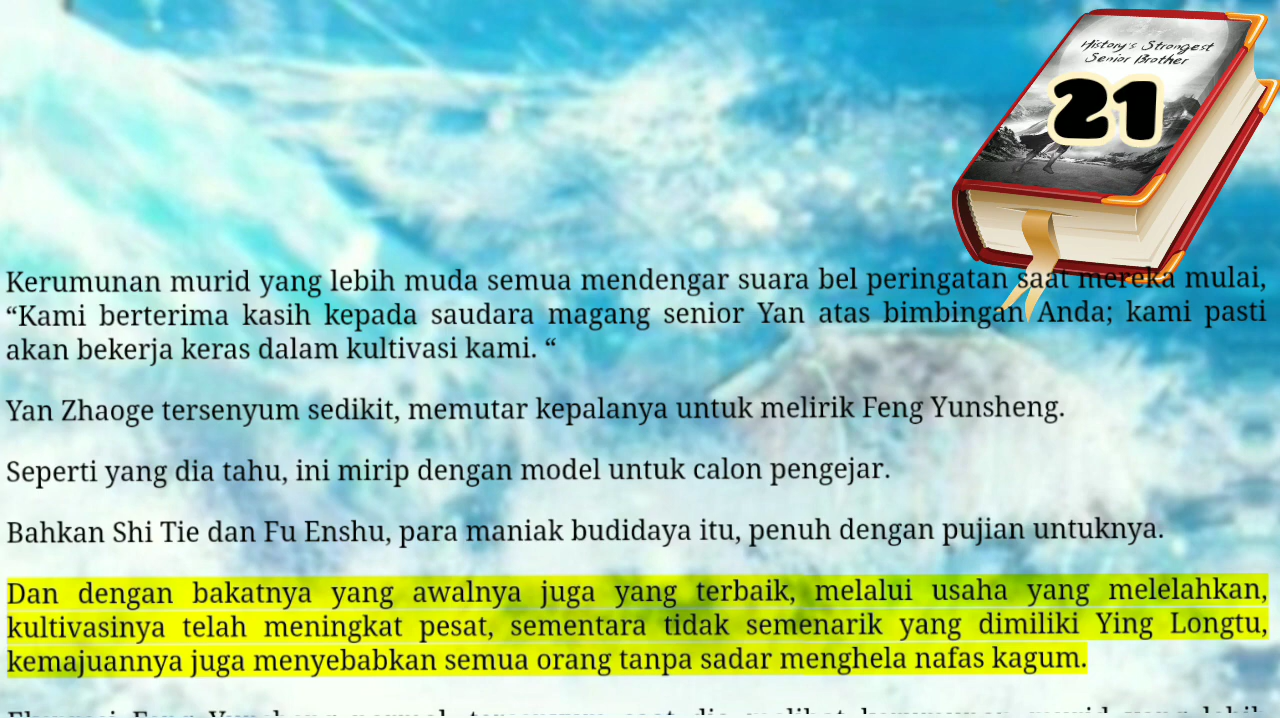 History's Strongest
Senior Brother
21
Kerumunan murid yang lebih muda semua mendengar suara bel peringatan saat mereka mulai,
“Kami berterima kasih kepada saudara magang senior Yan atas bimbingan Anda; kami pasti
akan bekerja keras dalam kultivasi kami. “
Yan Zhaoge tersenyum sedikit, memutar kepalanya untuk melirik Feng Yunsheng.
Seperti yang dia tahu, ini mirip dengan model untuk calon pengejar.
Bahkan Shi Tie dan Fu Enshu, para maniak budidaya itu, penuh dengan pujian untuknya.
Dan dengan bakatnya yang awalnya juga yang terbaik, melalui usaha yang melelahkan,
kultivasinya telah meningkat pesat, sementara tidak semenarik yang dimiliki Ying Longtu,
kemajuannya juga menyebabkan semua orang tanpa sadar menghela nafas kagum.